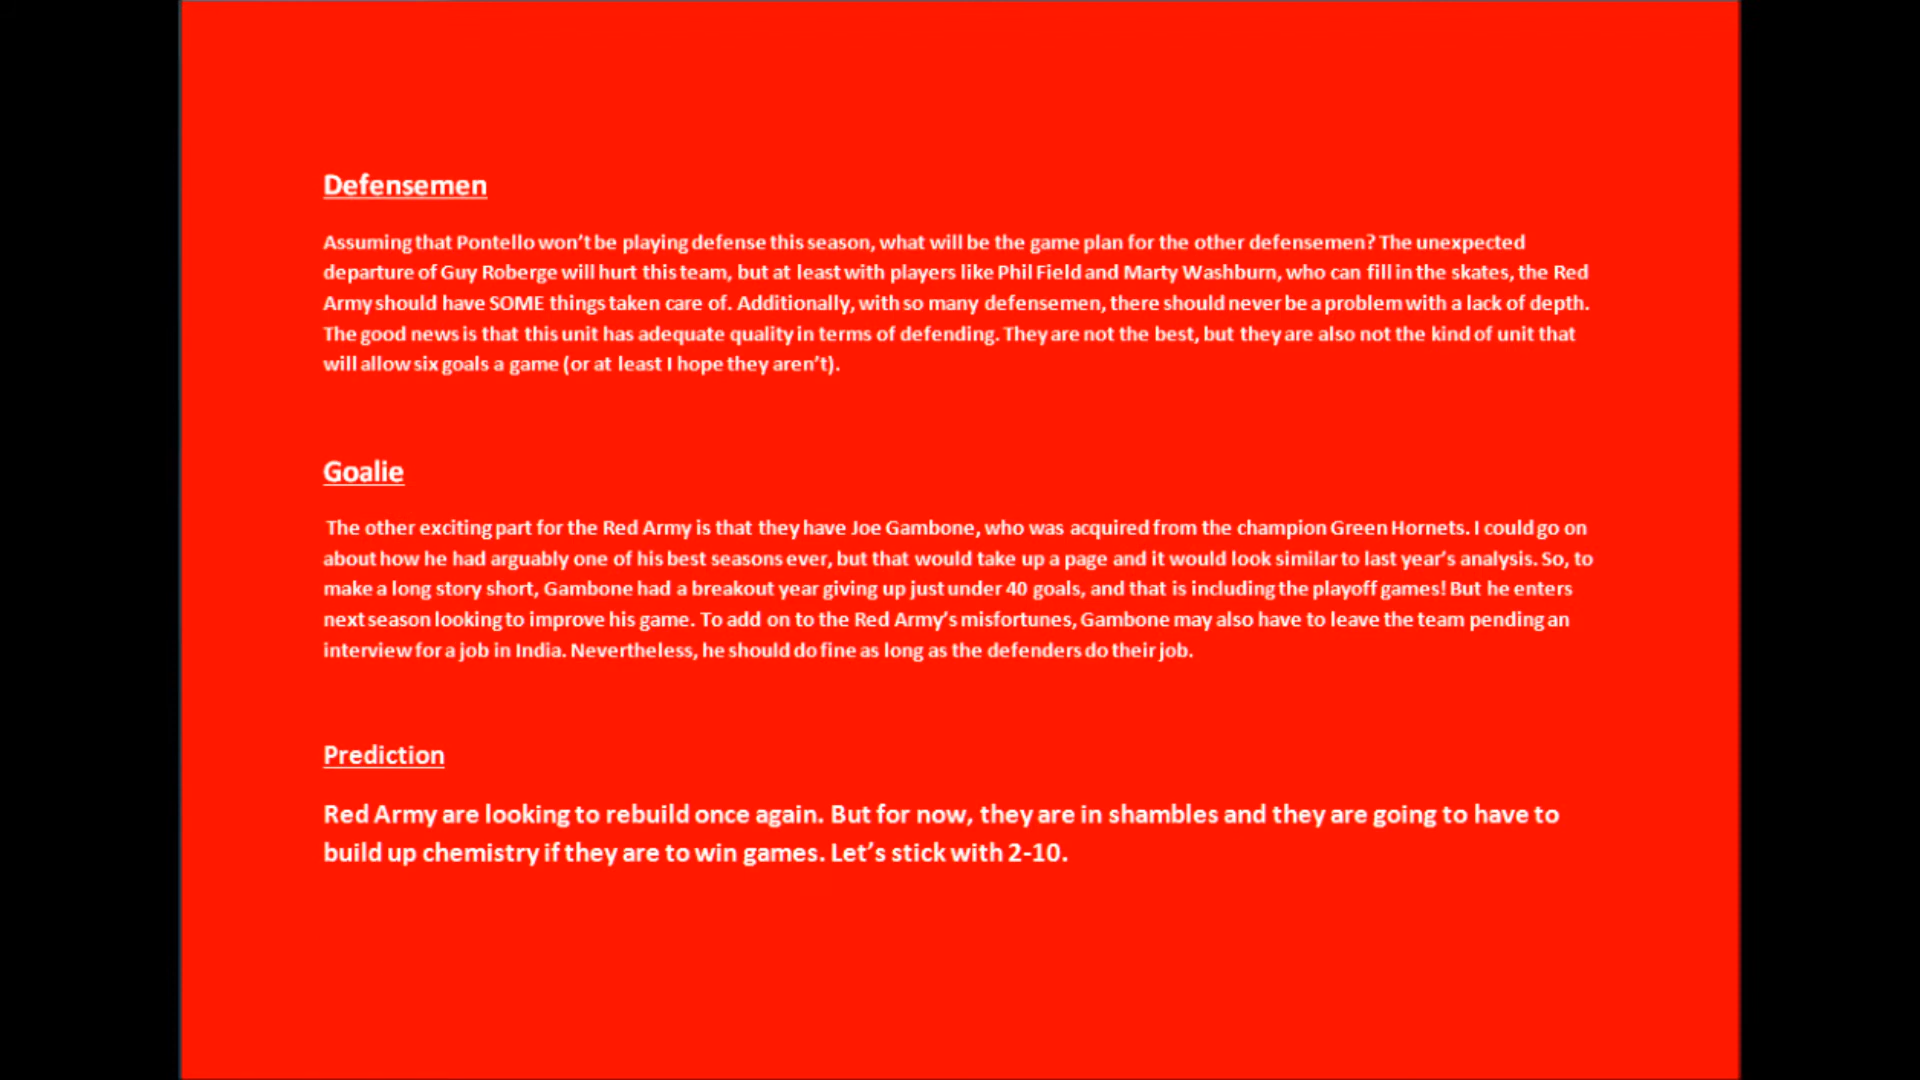 Defensemen
Assuming that Pontello won't be playing defense this season, what will be the game plan for the other defensemen? The unexpected
departure of Guy Roberge will hurt this team, but at least with players like Phil Field and Marty Washburn, who can fill in the skates, the Red
Army should have SOME things taken care of. Additionally, with so many defensemen, there should never be a problem with a lack of depth.
The good news is that this unit has adequate quality in terms of defending. They are not the best, but they are also not the kind of unit that
will allow six goals a game (or at least I hope they aren't).
Goalie
The other exciting part for the Red Army is that they have Joe Gambone, who was acquired from the champion Green Hornets. I could go on
about how he had arguably one of his best seasons ever, but that would take up a page and it would look similar to last year's analysis. So, to
make a long story short, Gambone had a breakout year giving up just under 40 goals, and that is including the playoff games! But he enters
next season looking to improve his game. To add on to the Red Army's misfortunes, Gambone may also have to leave the team pending an
interview for a job in India. Nevertheless, he should do fine as long as the defenders do their job.
Prediction
Red Army are looking to rebuild once again. But for now, they are in shambles and they are going to have to
build up chemistry if they are to win games. Let's stick with 2-10.